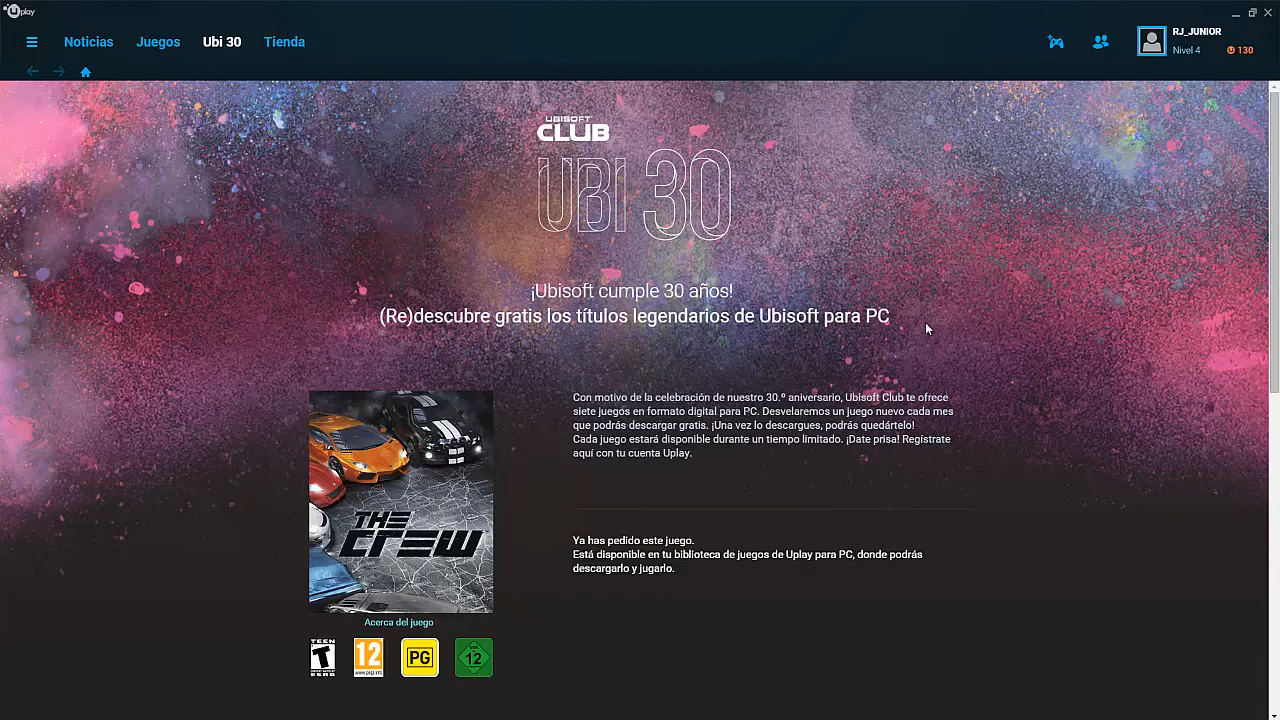 uplay
Noticias
Juegos
Ubi 30
Tienda
RJ_JUNIOR
Nivel 4
130
UBISOFT
CLUB
UBI 30
¡Ubisoft cumple 30 años!
(Re)descubre gratis los títulos legendarios de Ubisoft para PC
Con motivo de la celebración de nuestro 30.º aniversario, Ubisoft Club te ofrece
siete juegos en formato digital para PC. Desvelaremos un juego nuevo cada mes
que podrás descargar gratis. ¡Una vez lo descargues, podrás quedártelo!
Cada juego estará disponible durante un tiempo limitado. ¡Date prisa! Regístrate
aquí con tu cuenta Uplay.
THE
CREW
Ya has pedido este juego.
Está disponible en tu biblioteca de juegos de Uplay para PC, donde podrás
descargarlo y jugarlo.
Acerca del juego
TEEN
T
ESRB
12
www.pegi.info
PG
12